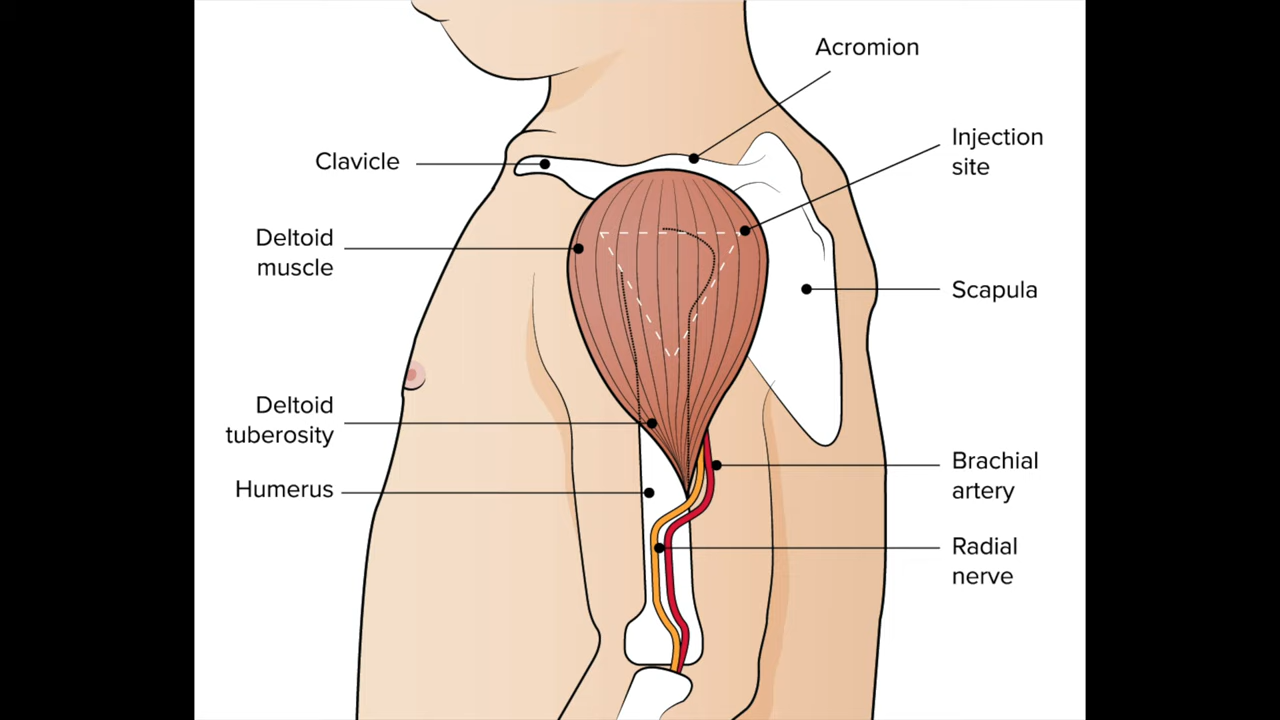 Acromion
Injection
site
Clavicle
Deltoid
muscle
Scapula
Deltoid
tuberosity
Brachial
artery
Humerus
Radial
nerve